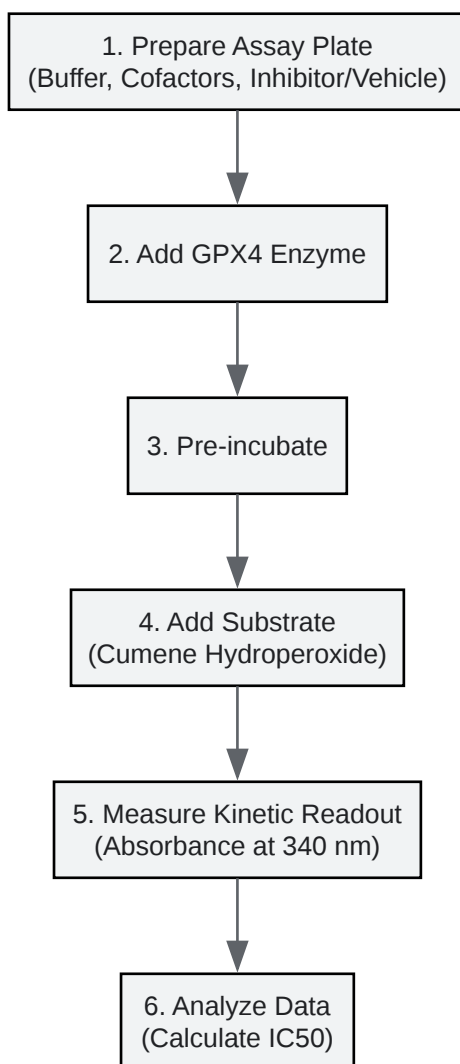 1. Prepare Assay Plate
(Buffer, Cofactors, Inhibitor/Vehicle)
2. Add GPX4 Enzyme
3. Pre-incubate
4. Add Substrate
(Cumene Hydroperoxide)
5. Measure Kinetic Readout
(Absorbance at 340 nm)
6. Analyze Data
(Calculate IC50)